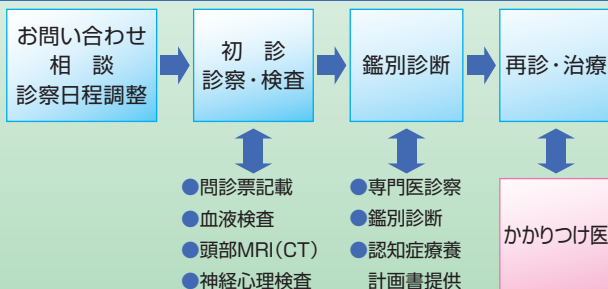 お問い合わせ
相　談
診察日程調整
初　診
診察・検査
鑑別診断
再診・治療
●問診票記載
●血液検査
●頭部MRI(CT)
●神経心理検査
●専門医診察
●鑑別診断
●認知症療養
計画書提供
かかりつけ医